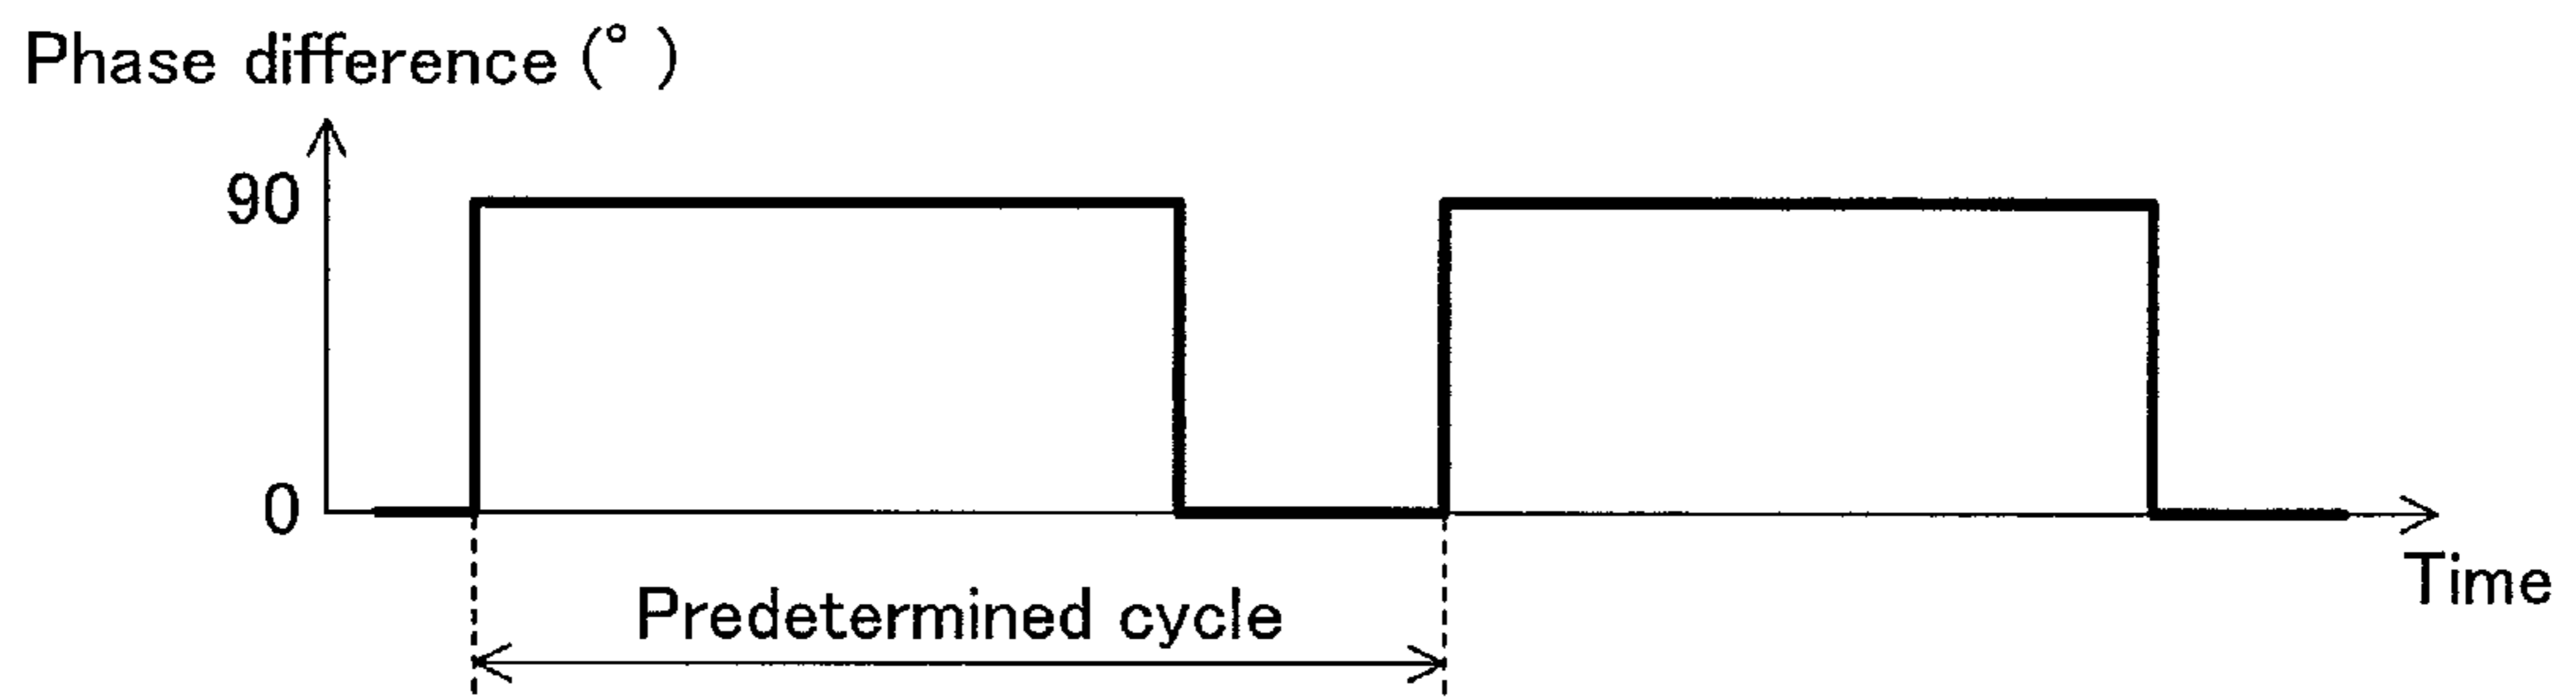 Phase difference (° )
90
0
Time
Predetermined cycle